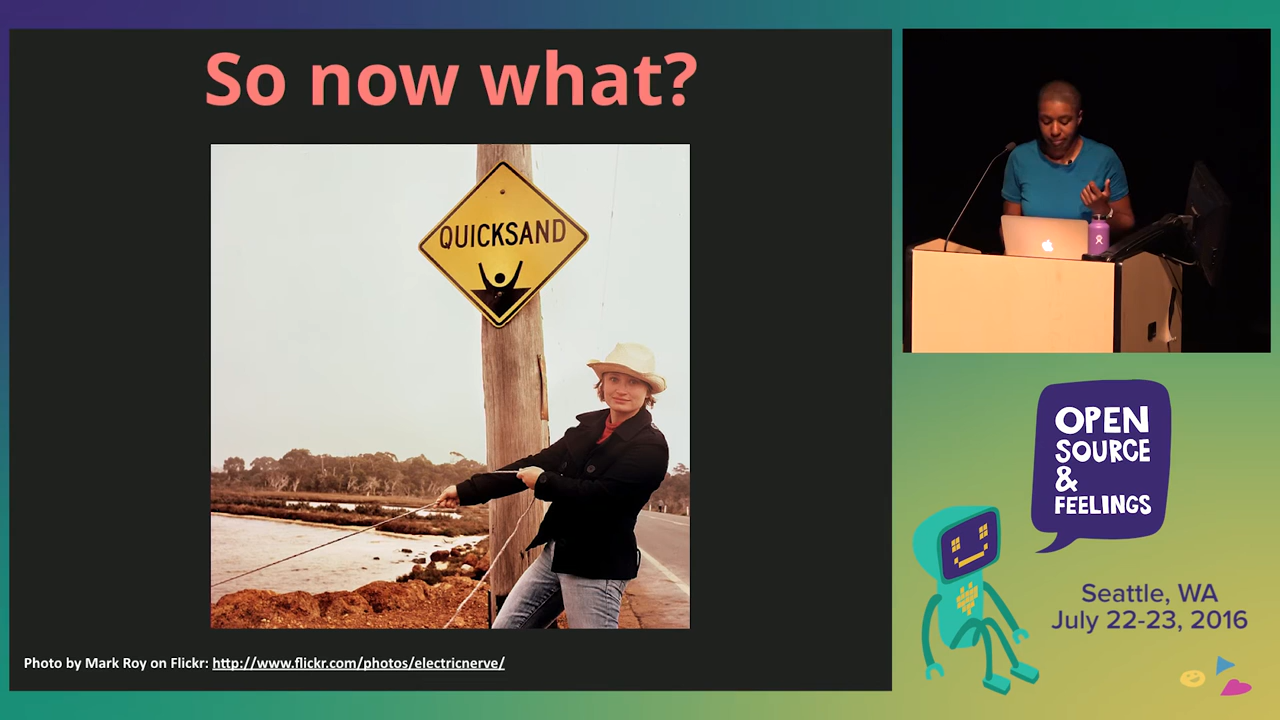 So now what?
QUICKSAND
Photo by Mark Roy on Flickr: http://www.flickr.com/photos/electricnerve/
OPEN
SOURCE
&
FEELINGS
Seattle, WA
July 22-23, 2016